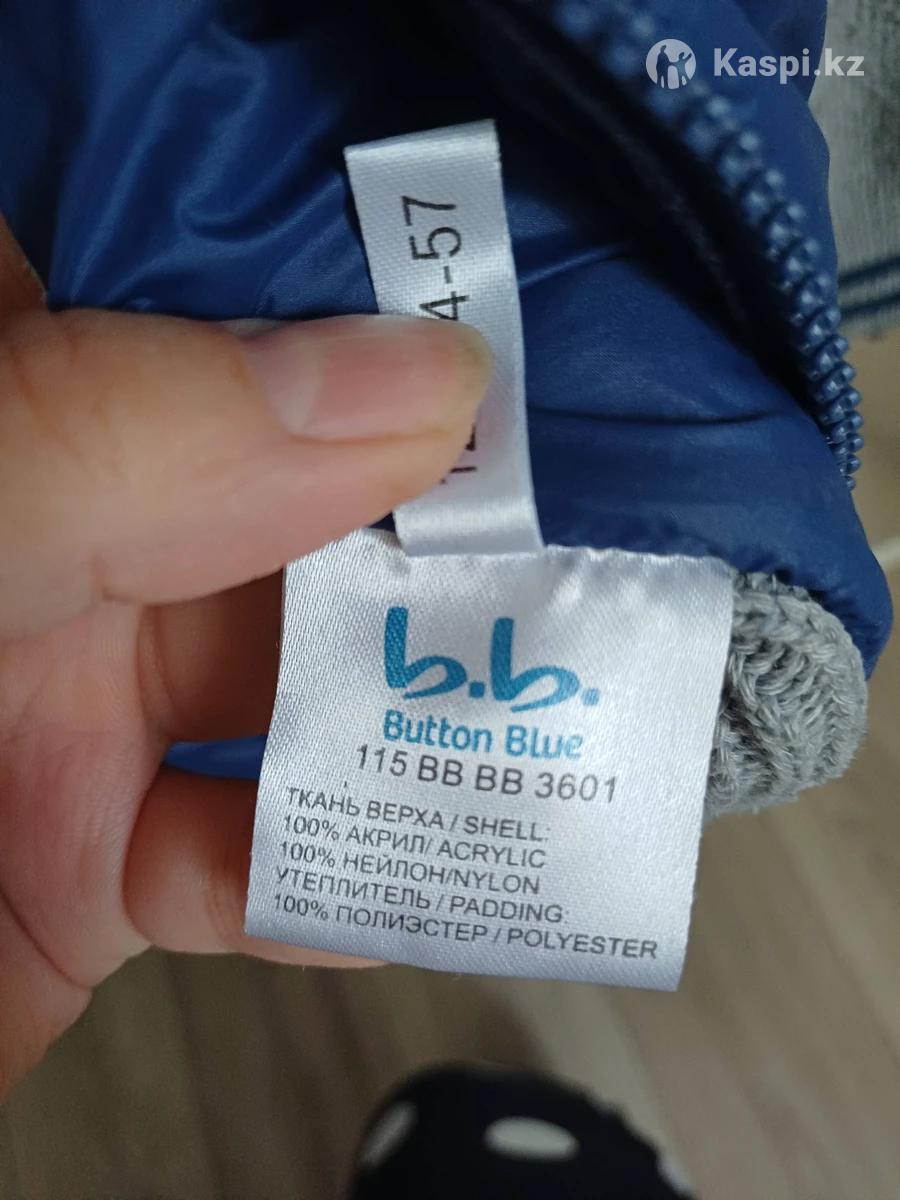 Kaspi.kz
4-57
b.b.
Button Blue
115 BB BB 3601
ТКАНЬ ВЕРХА / SHELL:
100% АКРИЛ/ ACRYLIC
100% НЕЙЛОН/NYLON
УТЕПЛИТЕЛЬ / PADDING:
100% ПОЛИЭСТЕР / POLYESTER